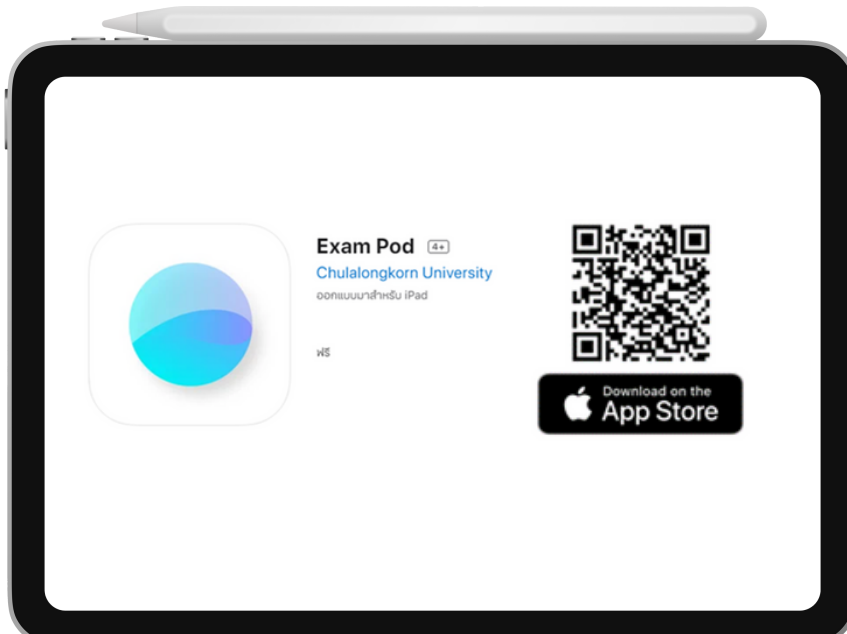 Exam Pod 4+
Chulalongkorn University
ออกแบบมาสำหรับ iPad
ฟรี
Download on the
App Store